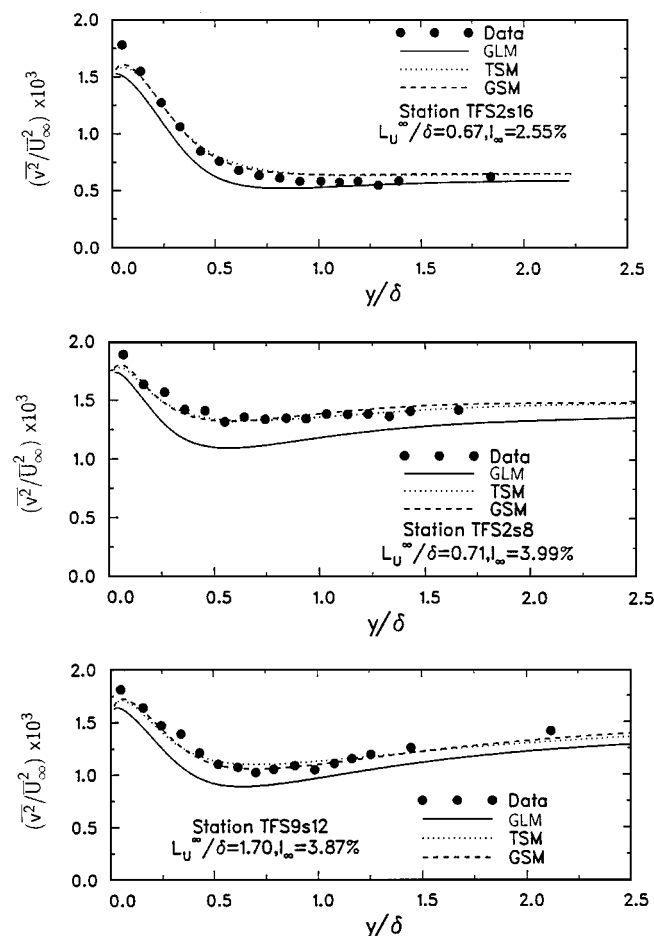 2.0
1.5
1.0
0.5
0.0
(v²/U²∞) x10³
Data
GLM
TSM
GSM
Station TFS2s16
L_U^∞/δ=0.67,I∞=2.55%
0.0 0.5 1.0 1.5 2.0 2.5
y/δ
2.0
1.5
1.0
0.5
0.0
(v²/U²∞) x10³
Data
GLM
TSM
GSM
Station TFS2s8
L_U^∞/δ=0.71,I∞=3.99%
0.0 0.5 1.0 1.5 2.0 2.5
y/δ
2.0
1.5
1.0
0.5
0.0
(v²/U²∞) x10³
Station TFS9s12
L_U^∞/δ=1.70,I∞=3.87%
Data
GLM
TSM
GSM
0.0 0.5 1.0 1.5 2.0 2.5
y/δ